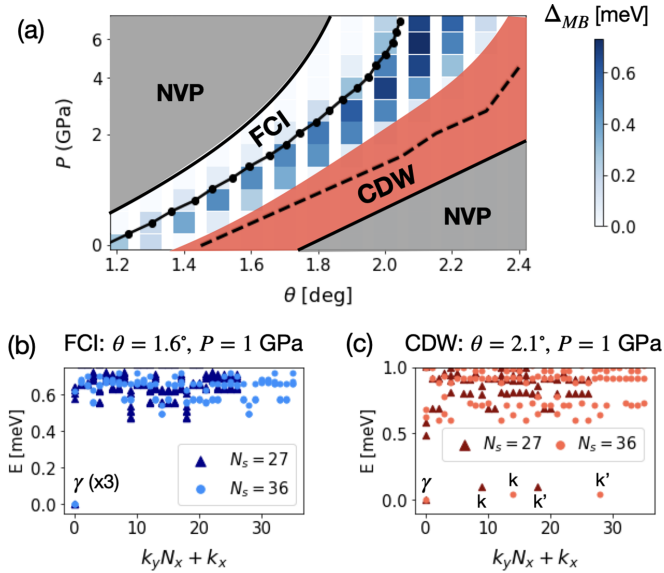 (a)
Δ_MB [meV]
NVP
FCI
CDW
NVP
P (GPa)
6
4
2
0
1.2 1.4 1.6 1.8 2.0 2.2 2.4
θ [deg]
0.6
0.4
0.2
0.0
(b) FCI: θ = 1.6°, P = 1 GPa
E [meV]
0.6
0.4
0.2
0.0
γ (x3)
N_s = 27
N_s = 36
0 10 20 30
k_yN_x + k_x
(c) CDW: θ = 2.1°, P = 1 GPa
E [meV]
1.0
0.5
0.0
N_s = 27 N_s = 36
γ k k k' k'
0 10 20 30
k_yN_x + k_x